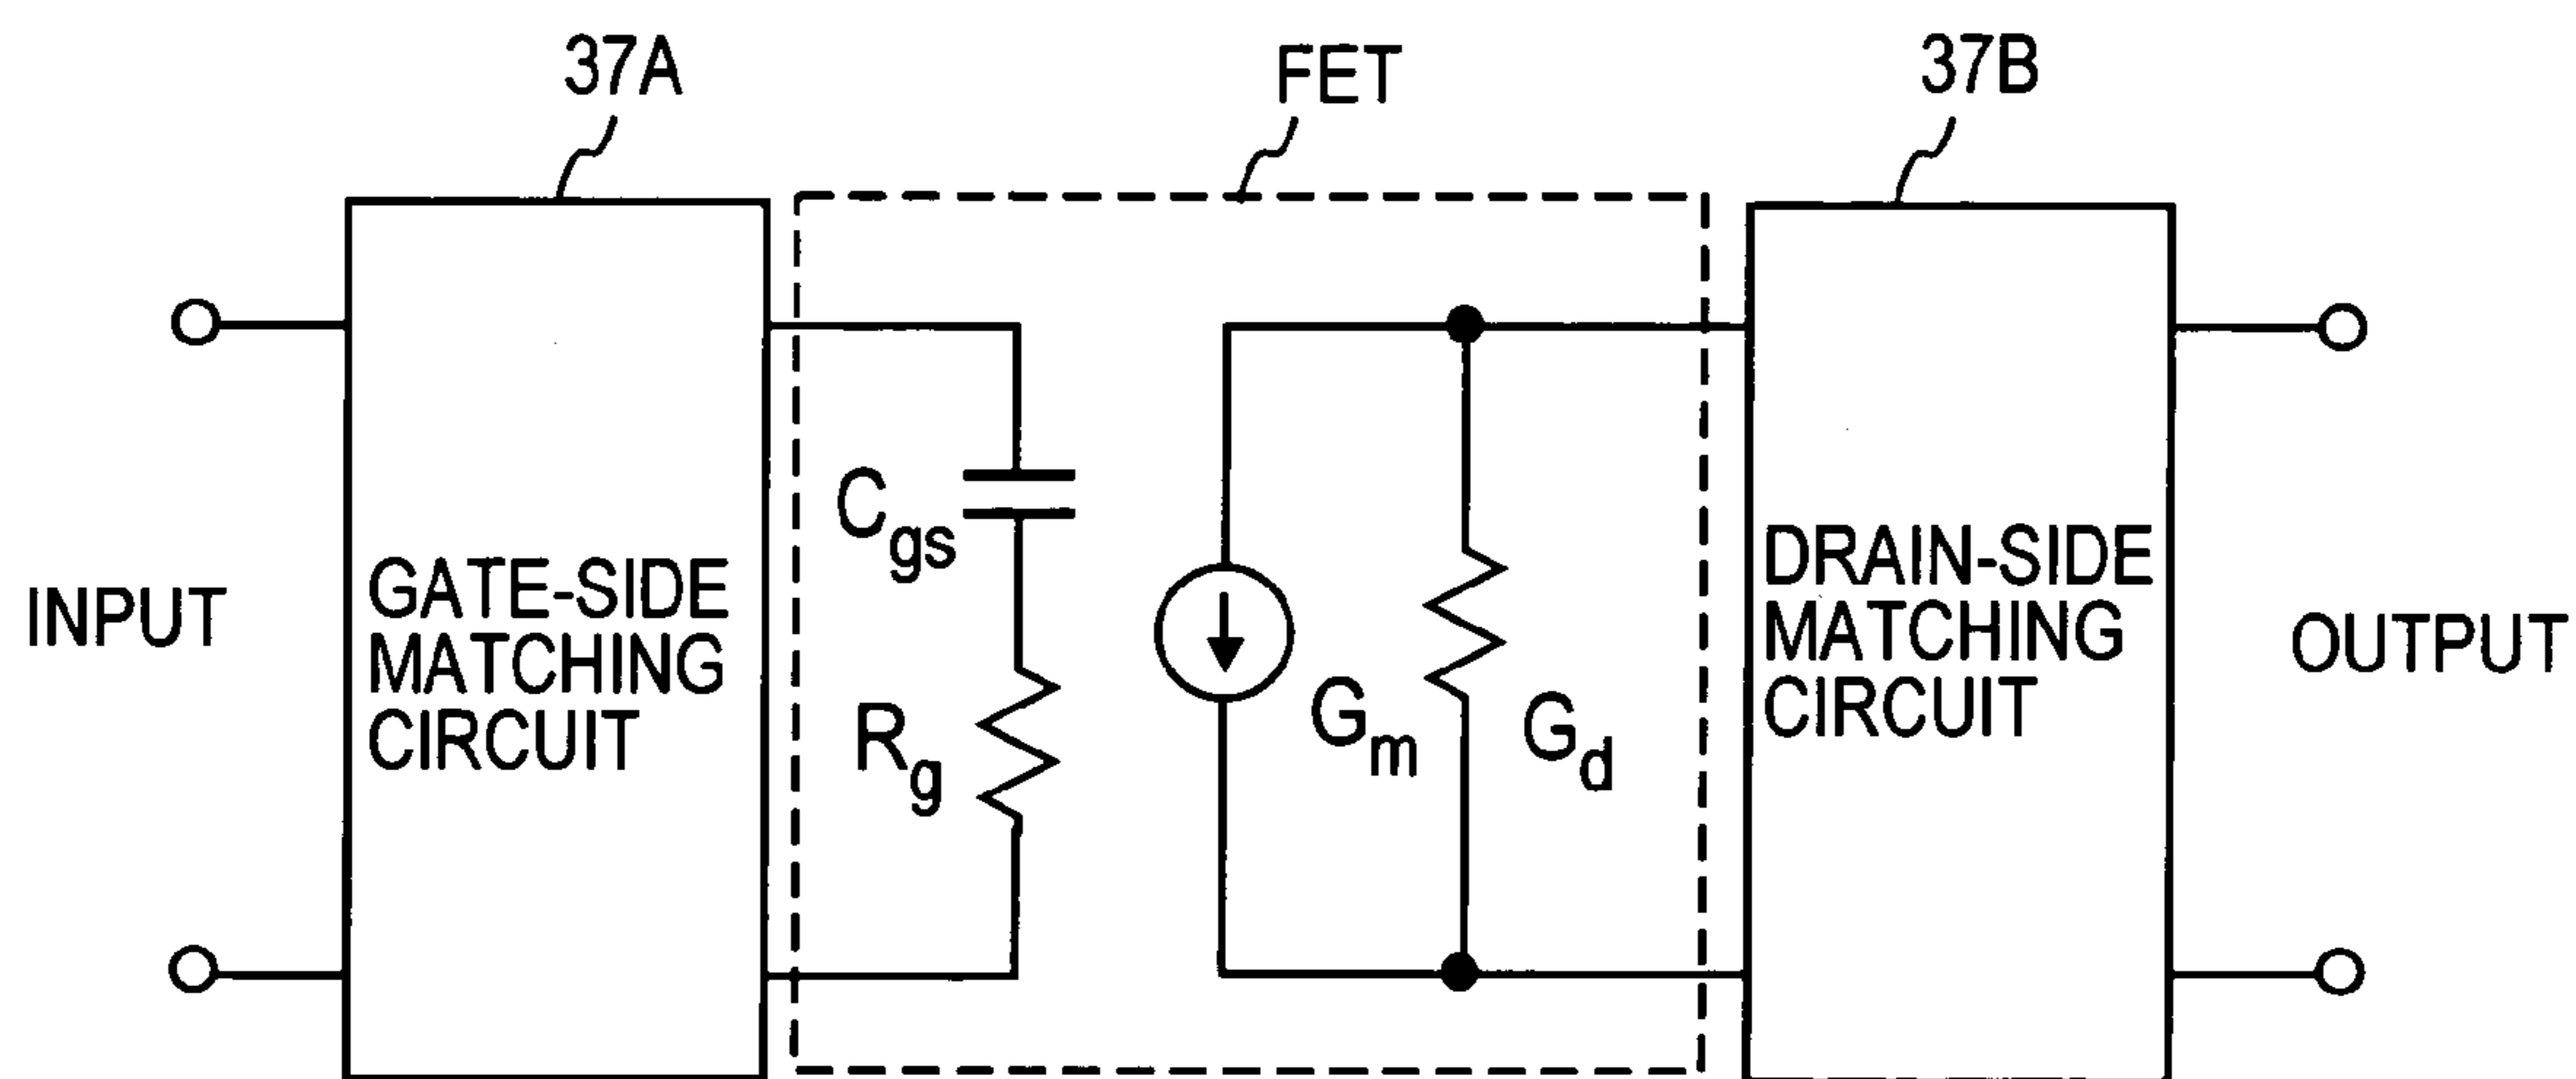 37A
FET
37B
INPUT
GATE-SIDE
MATCHING
CIRCUIT
Cgs
Rg
Gm
Gd
DRAIN-SIDE
MATCHING
CIRCUIT
OUTPUT